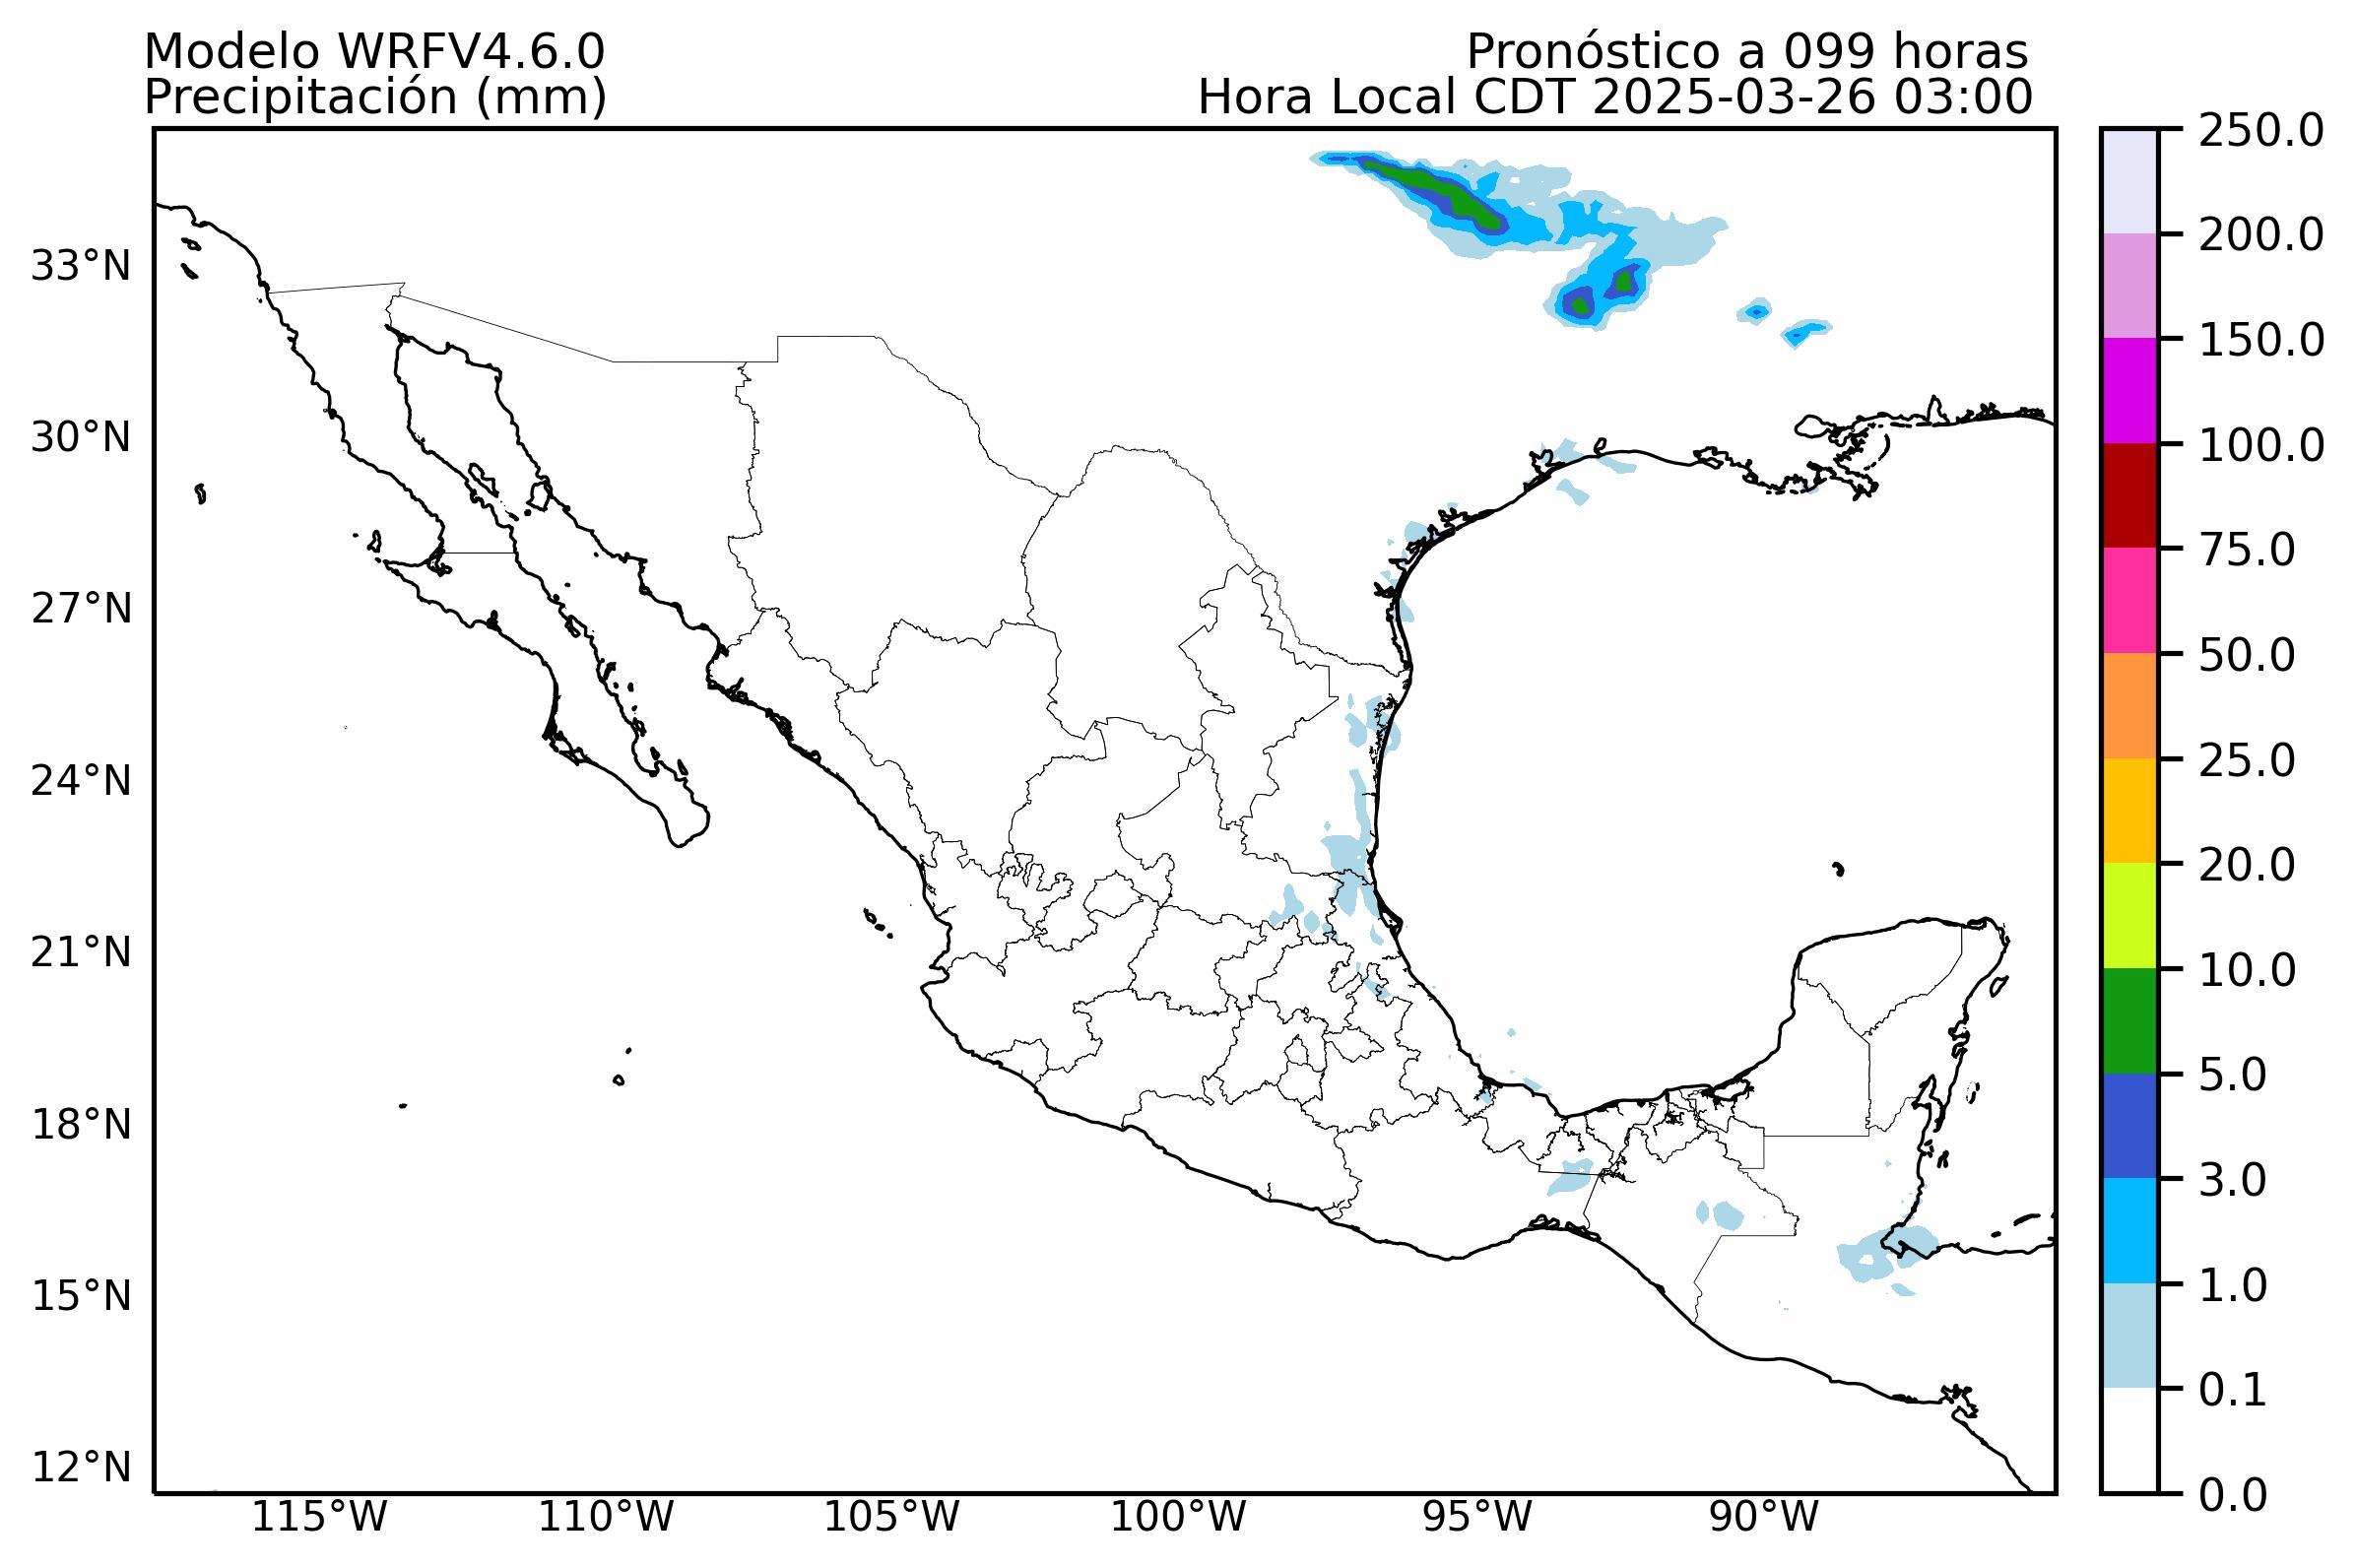 Modelo WRFV4.6.0
Pronóstico a 099 horas
Precipitación (mm)
Hora Local CDT 2025-03-26 03:00
33°N
30°N
27°N
24°N
21°N
18°N
15°N
12°N
115°W
110°W
105°W
100°W
95°W
90°W
250.0
200.0
150.0
100.0
75.0
50.0
25.0
20.0
10.0
5.0
3.0
1.0
0.1
0.0